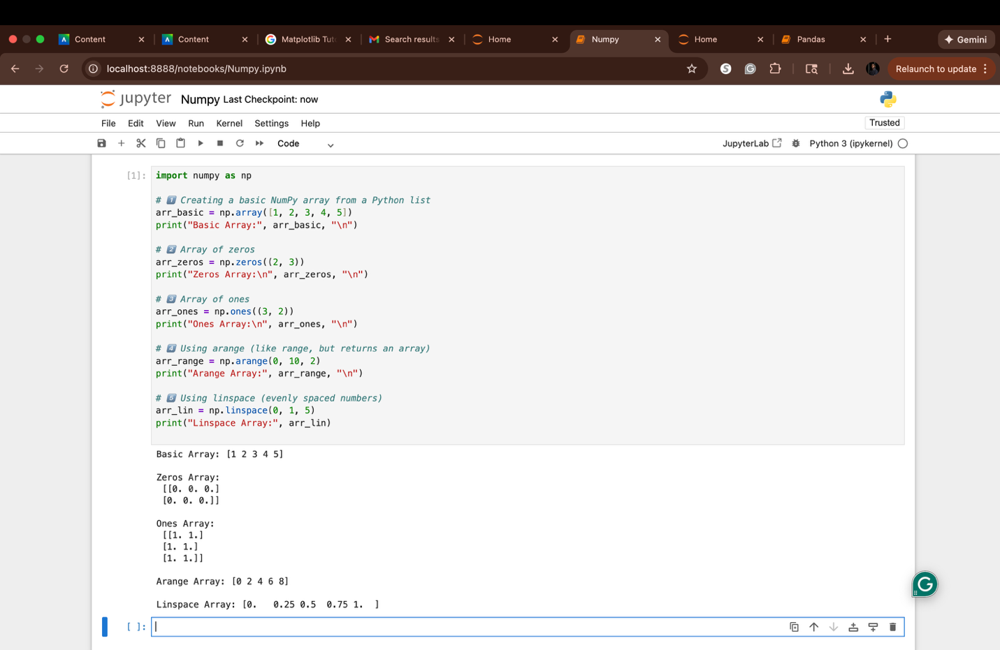 Content
Content
Matplotlib Tut
Search results
Home
Numpy
Home
Pandas
Gemini
localhost:8888/notebooks/Numpy.ipynb
Relaunch to update
jupyter
Numpy Last Checkpoint: now
File Edit View Run Kernel Settings Help
Trusted
Code
JupyterLab
Python 3 (ipykernel)
[1]:
import numpy as np
# 1️⃣ Creating a basic NumPy array from a Python list
arr_basic = np.array([1, 2, 3, 4, 5])
print("Basic Array:", arr_basic, "\n")
# 2️⃣ Array of zeros
arr_zeros = np.zeros((2, 3))
print("Zeros Array:\n", arr_zeros, "\n")
# 3️⃣ Array of ones
arr_ones = np.ones((3, 2))
print("Ones Array:\n", arr_ones, "\n")
# 4️⃣ Using arange (like range, but returns an array)
arr_range = np.arange(0, 10, 2)
print("Arange Array:", arr_range, "\n")
# 5️⃣ Using linspace (evenly spaced numbers)
arr_lin = np.linspace(0, 1, 5)
print("Linspace Array:", arr_lin)
Basic Array: [1 2 3 4 5]
Zeros Array:
[[0. 0. 0.]
[0. 0. 0.]]
Ones Array:
[[1. 1.]
[1. 1.]
[1. 1.]]
Arange Array: [0 2 4 6 8]
Linspace Array: [0.   0.25 0.5  0.75 1.  ]
[ ]: